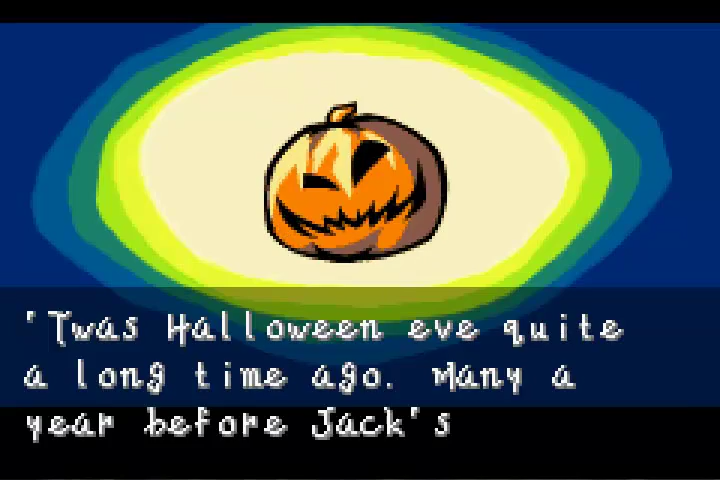 'Twas Halloween eve quite
a long time ago. Many a
year before Jack's